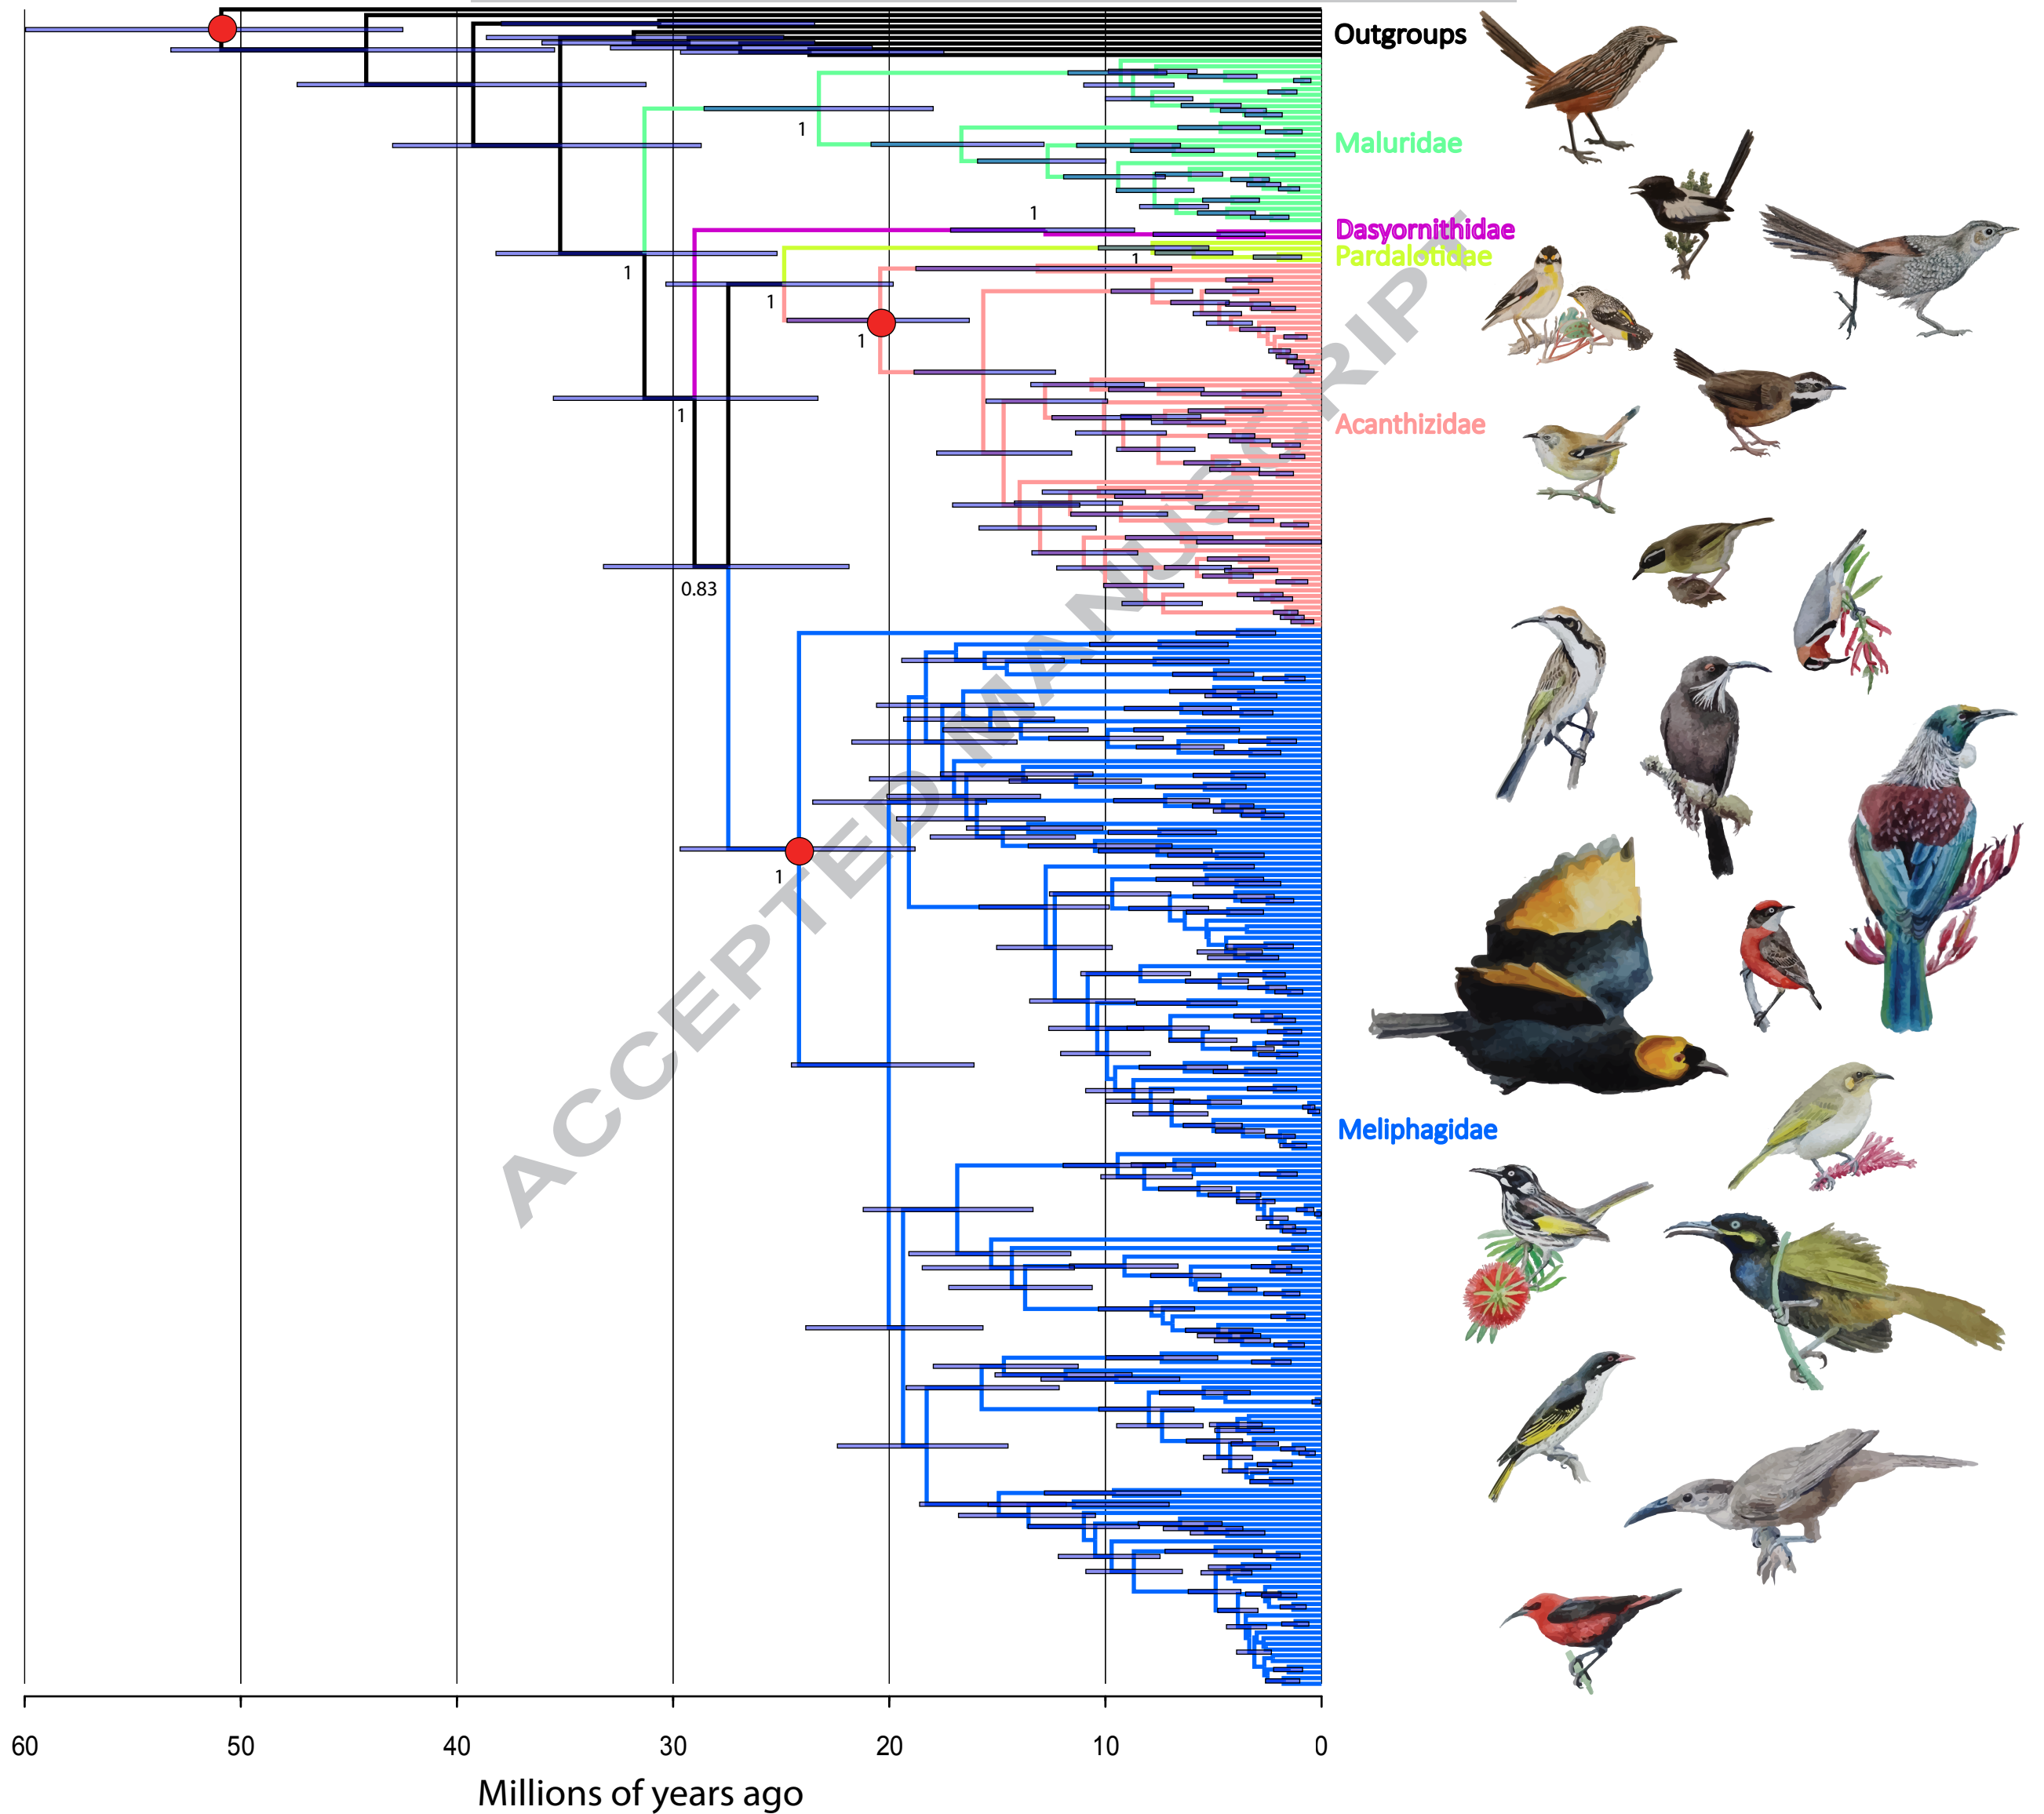 Outgroups
Maluridae
1
1
Dasyornithidae
1
Pardalotidae
1
1
1
1
Acanthizidae
0.83
1
Meliphagidae
ACCEPTED MANUSCRIPT
60 50 40 30 20 10 0
Millions of years ago